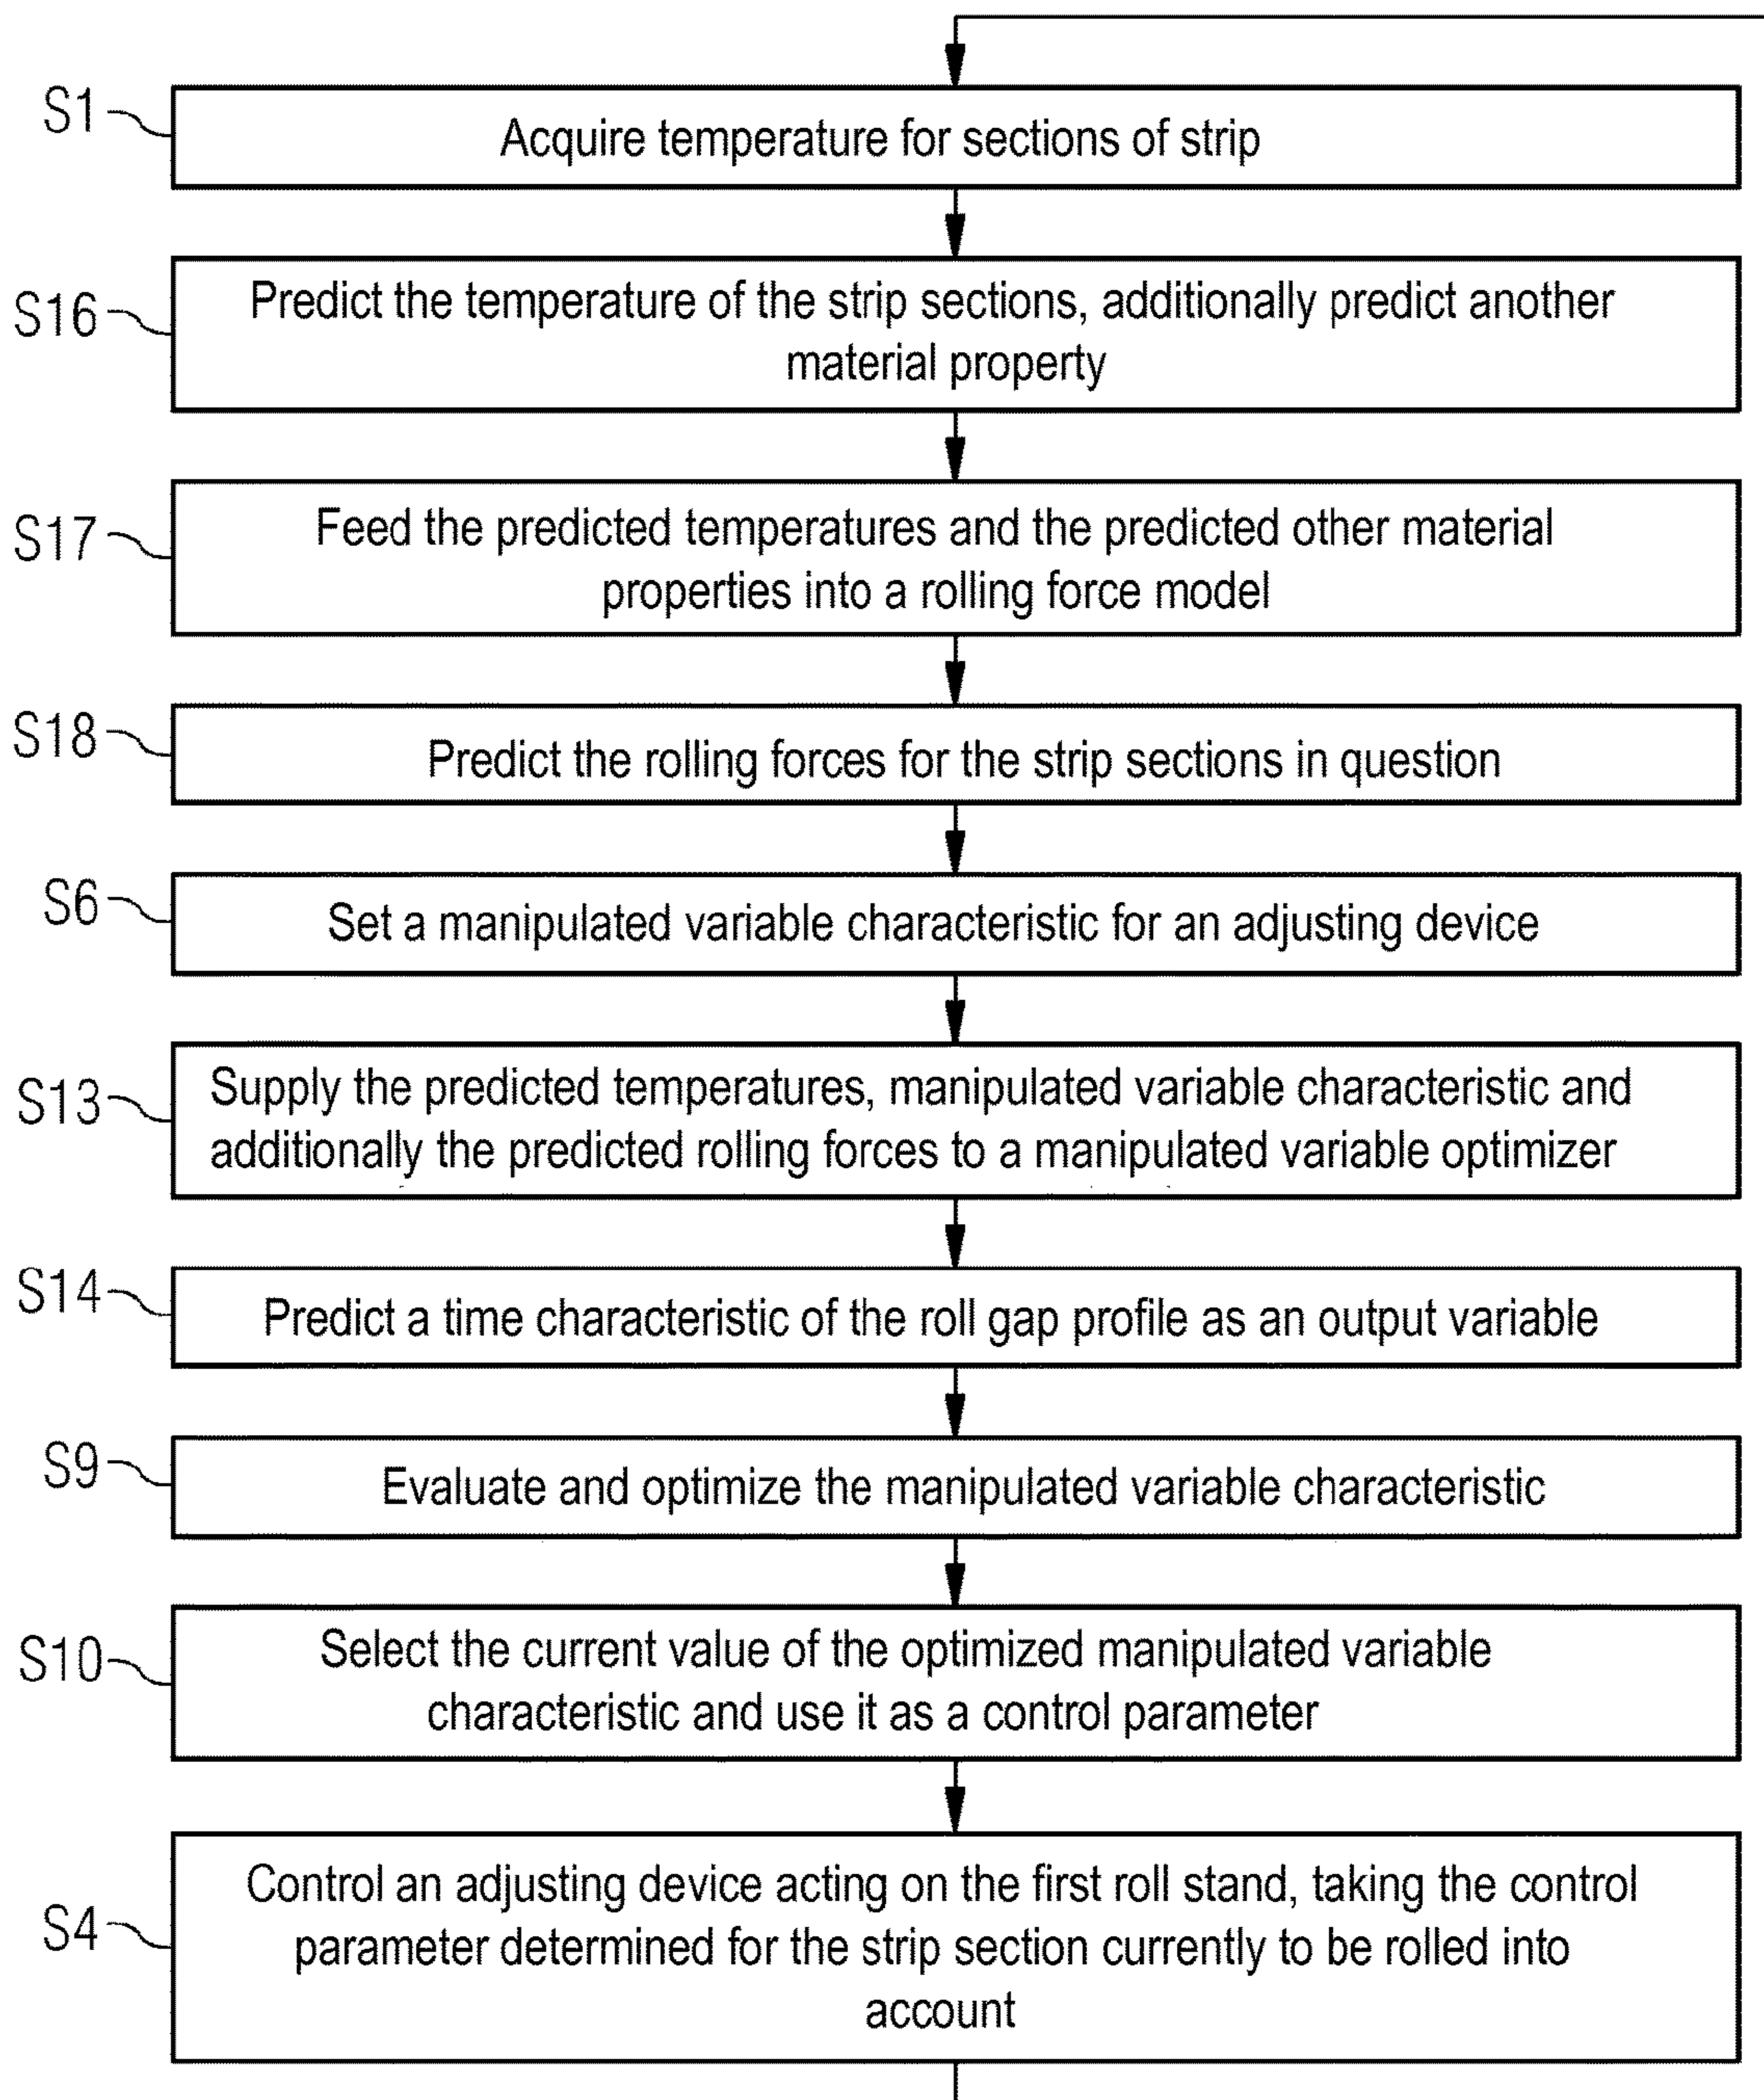 S1
Acquire temperature for sections of strip
S16
Predict the temperature of the strip sections, additionally predict another
material property
S17
Feed the predicted temperatures and the predicted other material
properties into a rolling force model
S18
Predict the rolling forces for the strip sections in question
S6
Set a manipulated variable characteristic for an adjusting device
S13
Supply the predicted temperatures, manipulated variable characteristic and
additionally the predicted rolling forces to a manipulated variable optimizer
S14
Predict a time characteristic of the roll gap profile as an output variable
S9
Evaluate and optimize the manipulated variable characteristic
S10
Select the current value of the optimized manipulated variable
characteristic and use it as a control parameter
S4
Control an adjusting device acting on the first roll stand, taking the control
parameter determined for the strip section currently to be rolled into
account